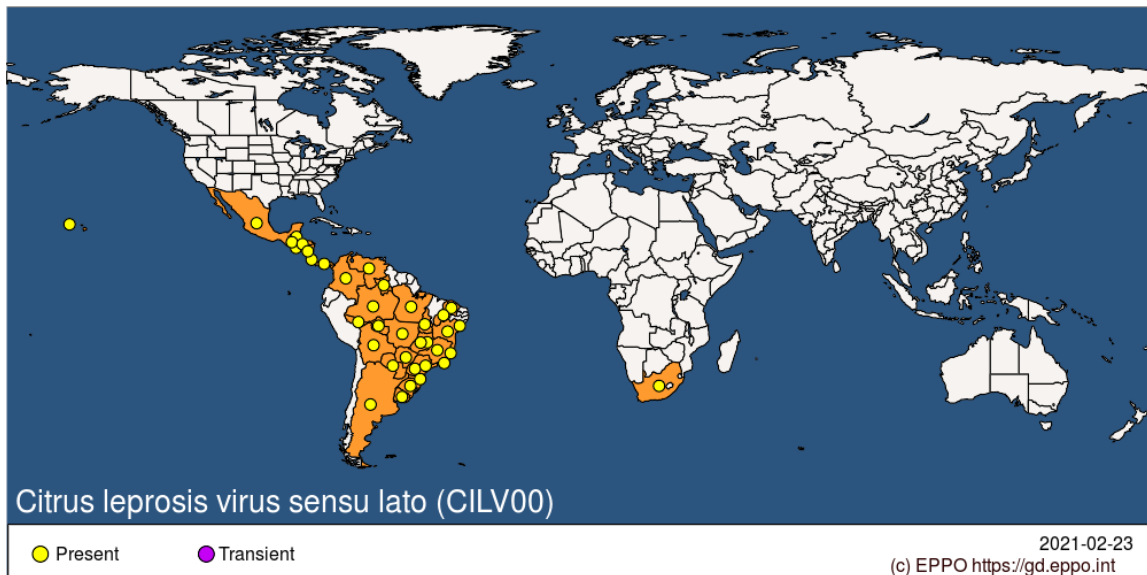 Citrus leprosis virus sensu lato (CILV00)
Present
Transient
2021-02-23
(c) EPPO https://gd.eppo.int